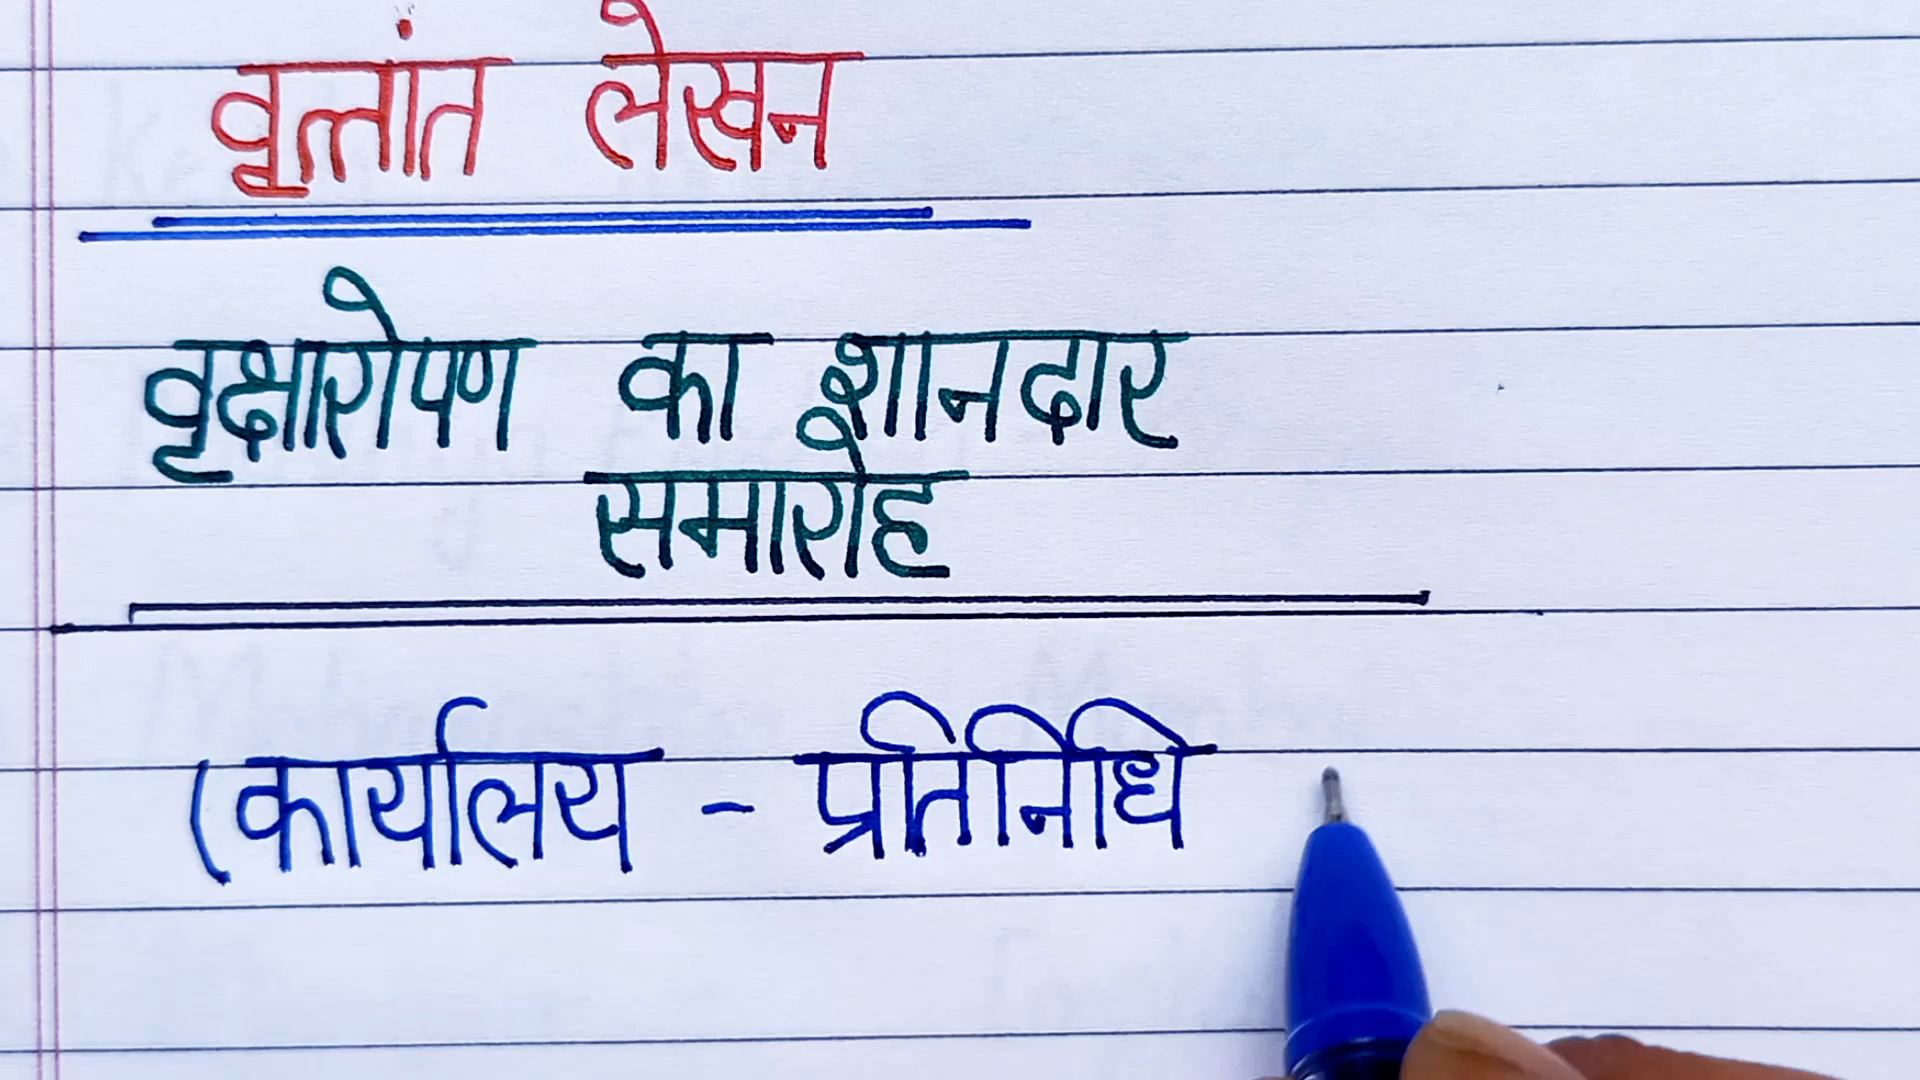 वृत्तांत लेखन
वृक्षारोपण का शानदार
समारोह
(कार्यालय - प्रतिनिधि